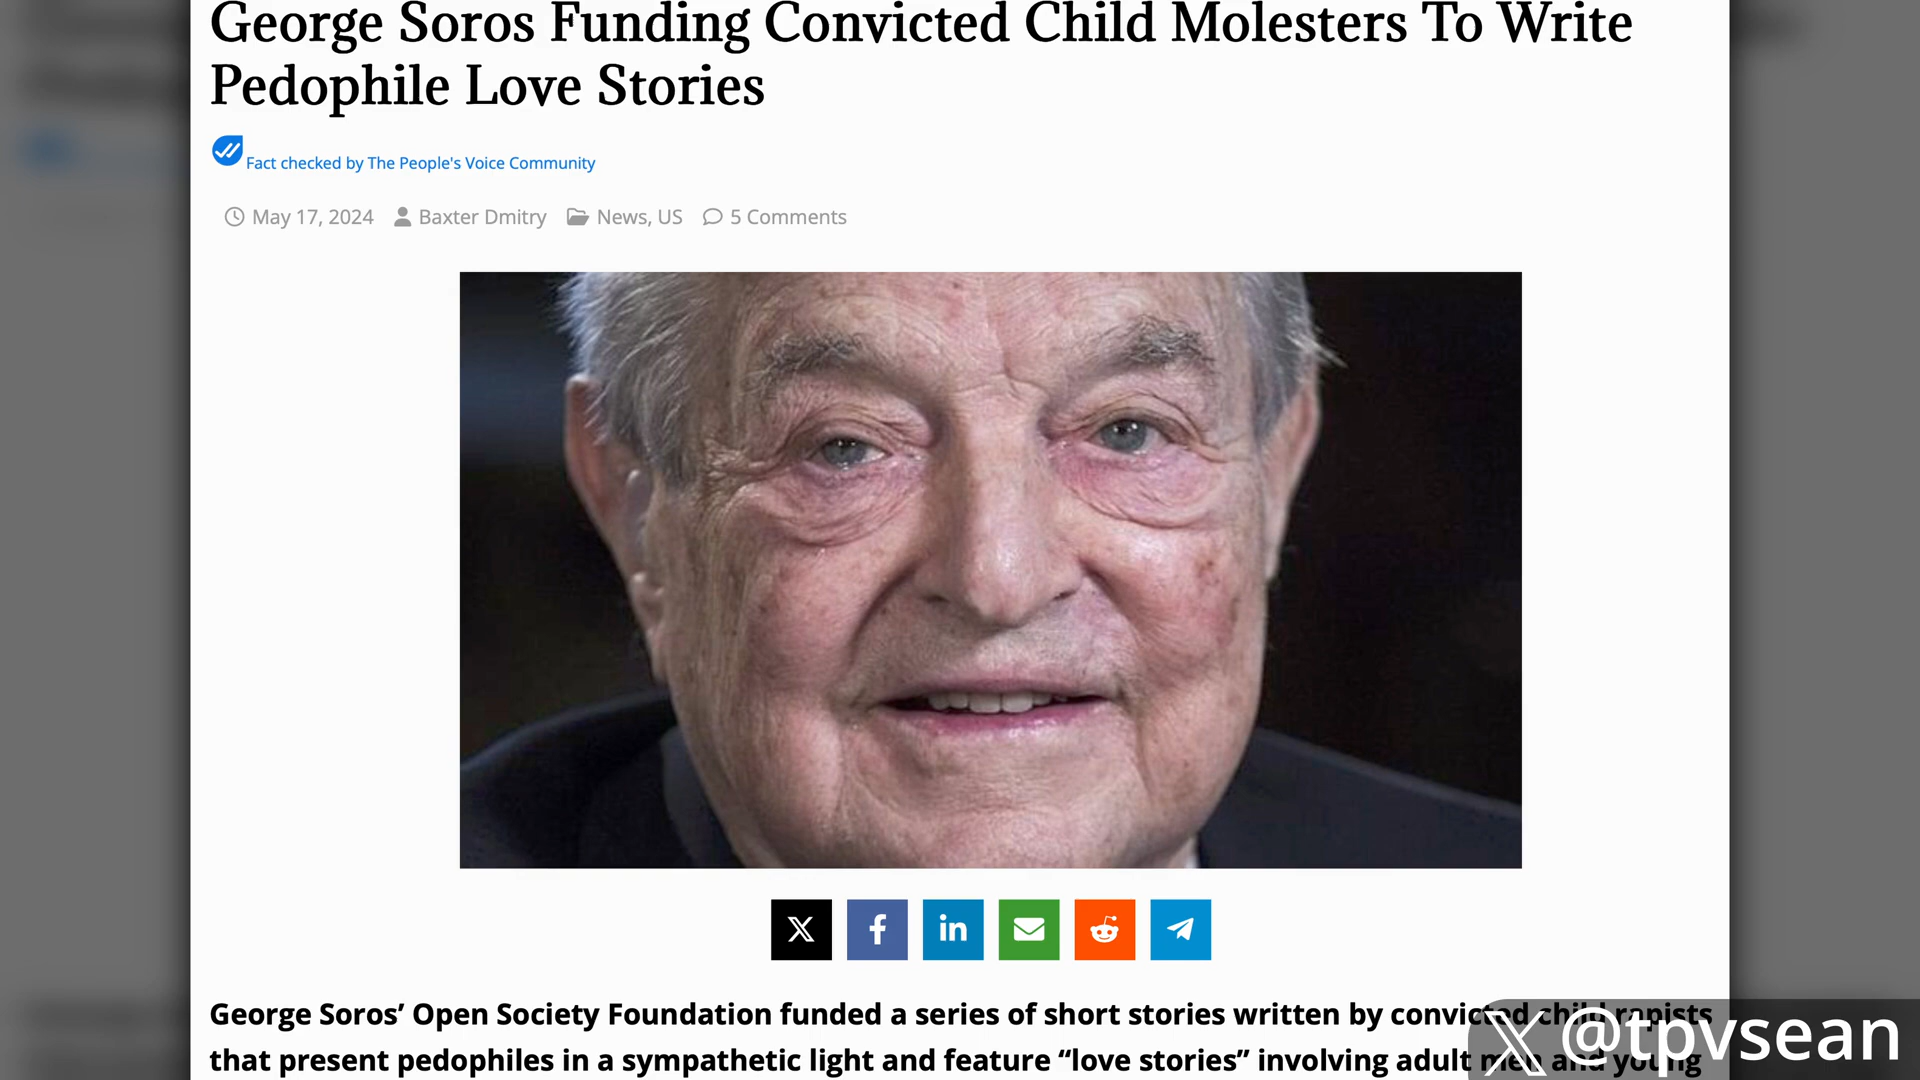 George Soros Funding Convicted Child Molesters To Write
Pedophile Love Stories
Fact checked by The People's Voice Community
May 17, 2024 Baxter Dmitry News, US 5 Comments
George Soros’ Open Society Foundation funded a series of short stories written by convicted child rapists
that present pedophiles in a sympathetic light and feature “love stories” involving adult men and young
@tpvsean